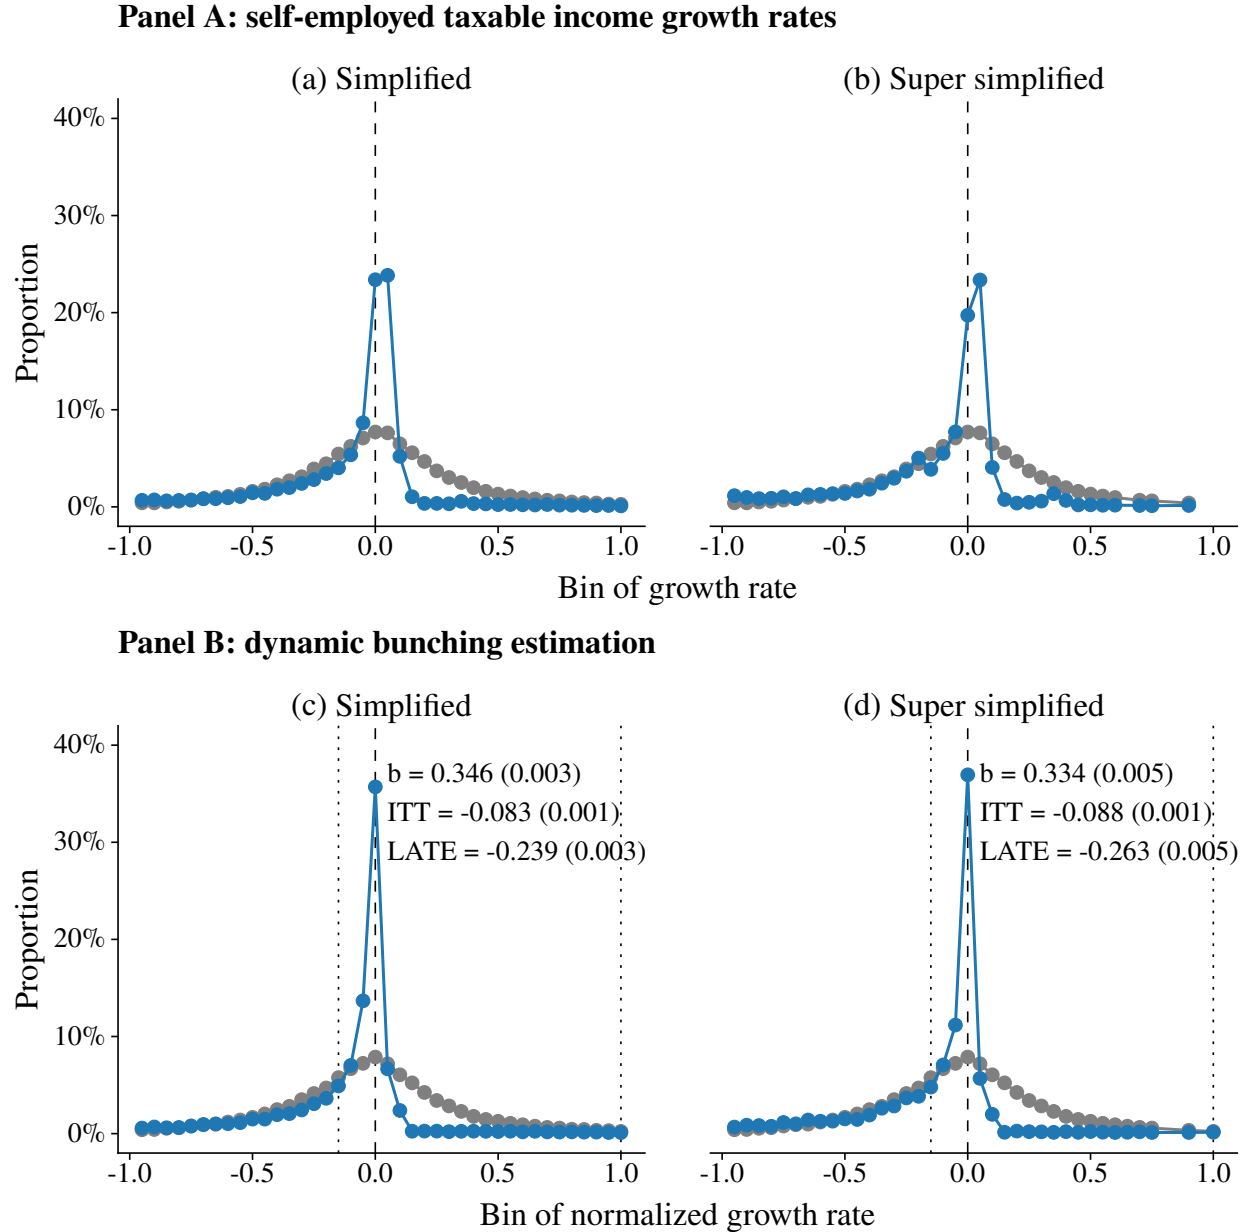 Panel A: self-employed taxable income growth rates
(a) Simplified
(b) Super simplified
40%
30%
20%
10%
0%
Proportion
-1.0 -0.5 0.0 0.5 1.0
-1.0 -0.5 0.0 0.5 1.0
Bin of growth rate
Panel B: dynamic bunching estimation
(c) Simplified
(d) Super simplified
40%
30%
20%
10%
0%
Proportion
b = 0.346 (0.003)
ITT = -0.083 (0.001)
LATE = -0.239 (0.003)
b = 0.334 (0.005)
ITT = -0.088 (0.001)
LATE = -0.263 (0.005)
-1.0 -0.5 0.0 0.5 1.0
-1.0 -0.5 0.0 0.5 1.0
Bin of normalized growth rate